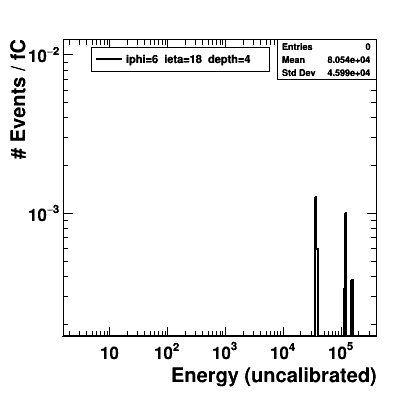 10⁻²
iphi=6 ieta=18 depth=4
Entries 0
Mean 8.054e+04
Std Dev 4.599e+04
# Events / fC
10⁻³
10 10² 10³ 10⁴ 10⁵
Energy (uncalibrated)